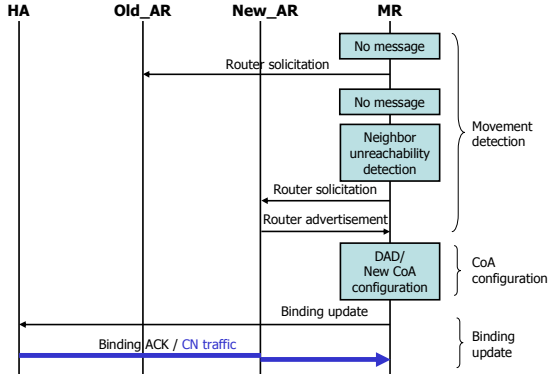 HA Old_AR New_AR MR
No message
Router solicitation
No message
Neighbor
unreachability
detection
Movement
detection
Router solicitation
Router advertisement
DAD/
New CoA
configuration
CoA
configuration
Binding update
Binding ACK / CN traffic
Binding
update